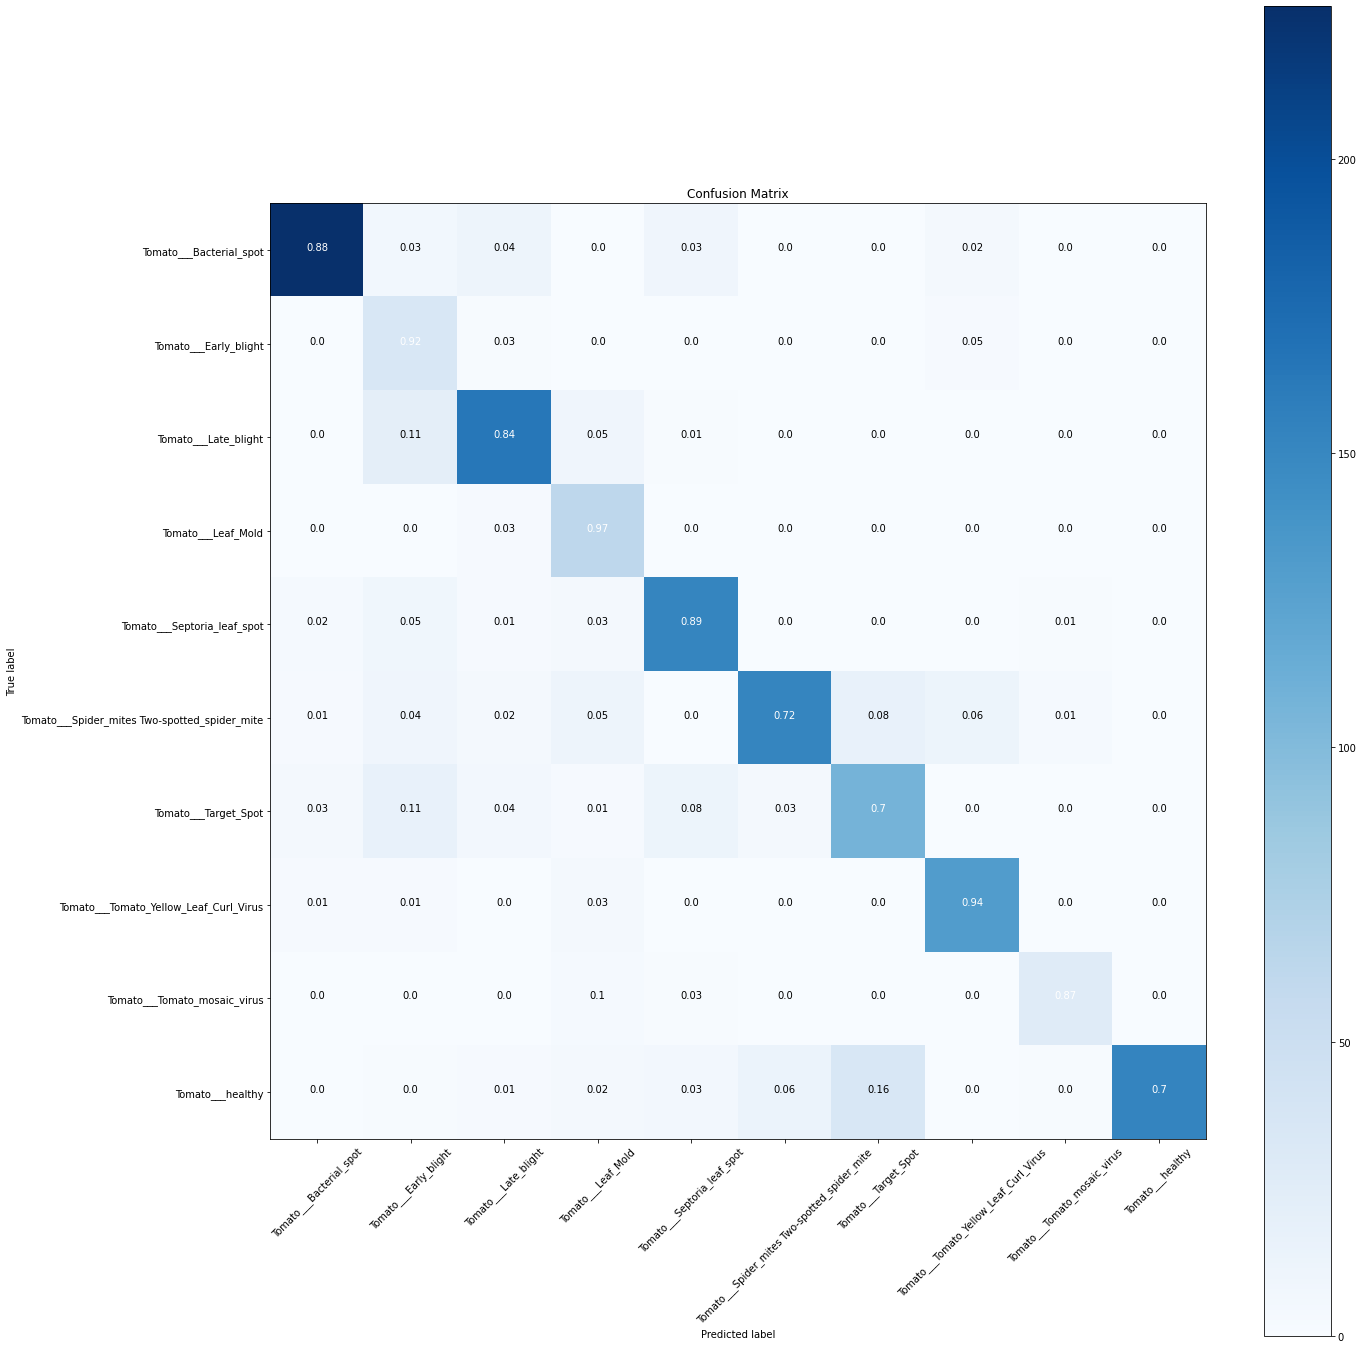 Confusion Matrix
True label
Tomato___Bacterial_spot 0.88 0.03 0.04 0.0 0.03 0.0 0.0 0.02 0.0 0.0
Tomato___Early_blight 0.0 0.92 0.03 0.0 0.0 0.0 0.0 0.05 0.0 0.0
Tomato___Late_blight 0.0 0.11 0.84 0.05 0.01 0.0 0.0 0.0 0.0 0.0
Tomato___Leaf_Mold 0.0 0.0 0.03 0.97 0.0 0.0 0.0 0.0 0.0 0.0
Tomato___Septoria_leaf_spot 0.02 0.05 0.01 0.03 0.89 0.0 0.0 0.0 0.01 0.0
Tomato___Spider_mites Two-spotted_spider_mite 0.01 0.04 0.02 0.05 0.0 0.72 0.08 0.06 0.01 0.0
Tomato___Target_Spot 0.03 0.11 0.04 0.01 0.08 0.03 0.7 0.0 0.0 0.0
Tomato___Tomato_Yellow_Leaf_Curl_Virus 0.01 0.01 0.0 0.03 0.0 0.0 0.0 0.94 0.0 0.0
Tomato___Tomato_mosaic_virus 0.0 0.0 0.0 0.1 0.03 0.0 0.0 0.0 0.87 0.0
Tomato___healthy 0.0 0.0 0.01 0.02 0.03 0.06 0.16 0.0 0.0 0.7
Tomato___Bacterial_spot
Tomato___Early_blight
Tomato___Late_blight
Tomato___Leaf_Mold
Tomato___Septoria_leaf_spot
Tomato___Spider_mites Two-spotted_spider_mite
Tomato___Target_Spot
Tomato___Tomato_Yellow_Leaf_Curl_Virus
Tomato___Tomato_mosaic_virus
Tomato___healthy
Predicted label
200
150
100
50
0